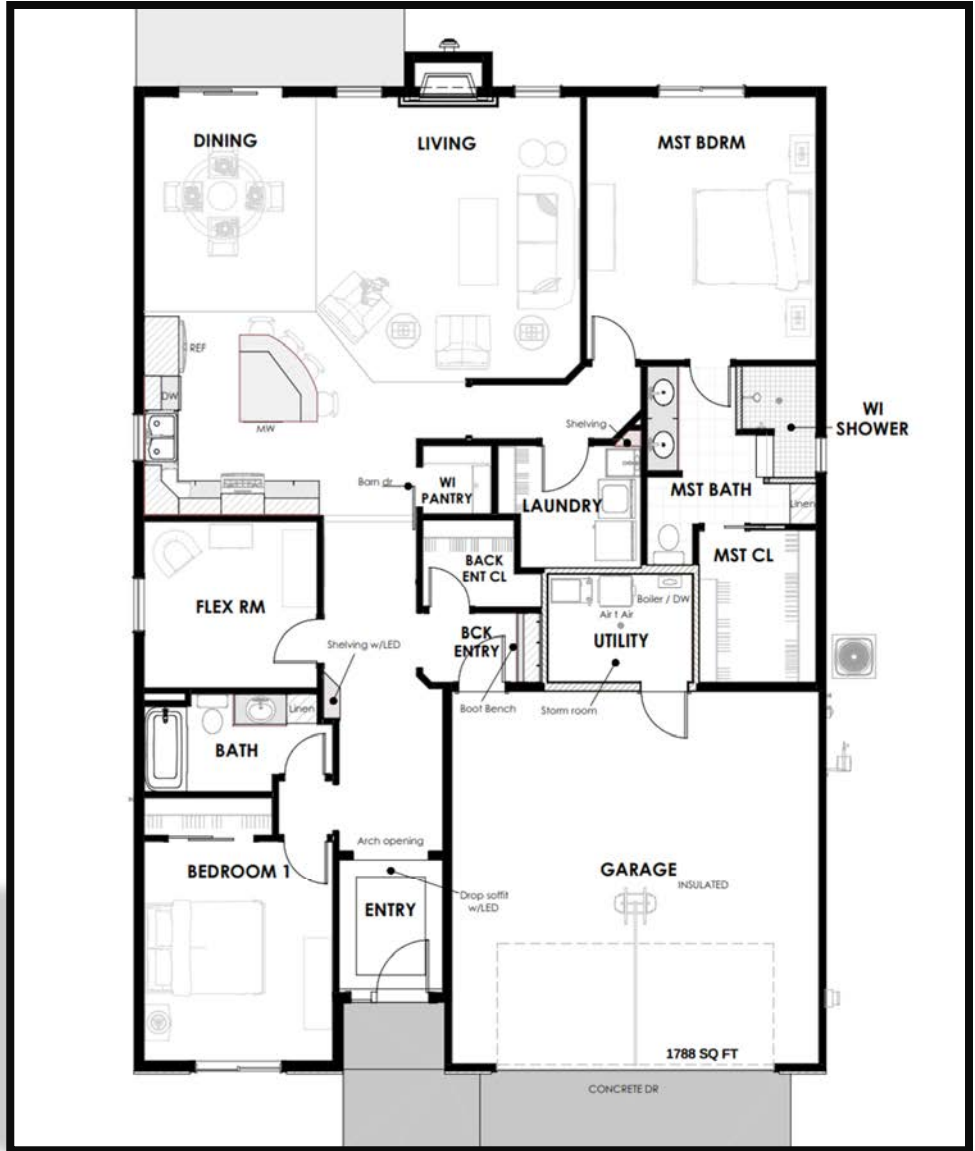 DINING
LIVING
MST BDRM
REF
DW
MW
WI
SHOWER
Shelving
Barn dr
WI
PANTRY
LAUNDRY
MST BATH
Linen
BACK
ENT CL
MST CL
FLEX RM
Boiler / DW
Air t Air
UTILITY
BCK
ENTRY
Shelving w/LED
Boot Bench
Storm room
Linen
BATH
Arch opening
BEDROOM 1
GARAGE
INSULATED
Drop soffit
w/LED
ENTRY
1788 SQ FT
CONCRETE DR